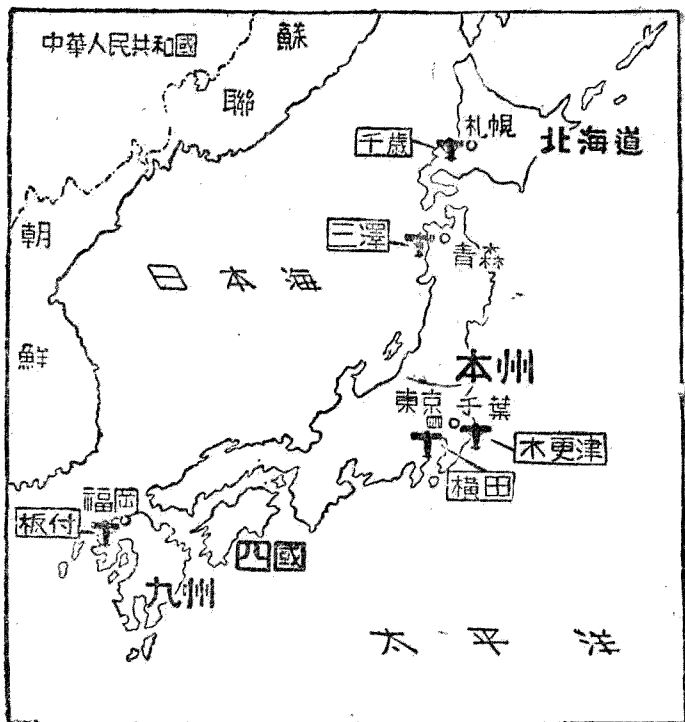 中華人民共和國
蘇
聯
朝
鮮
日本海
千歲
札幌
北海道
三澤
青森
本州
東京
千葉
木更津
橫田
福岡
板付
四國
九州
太平洋